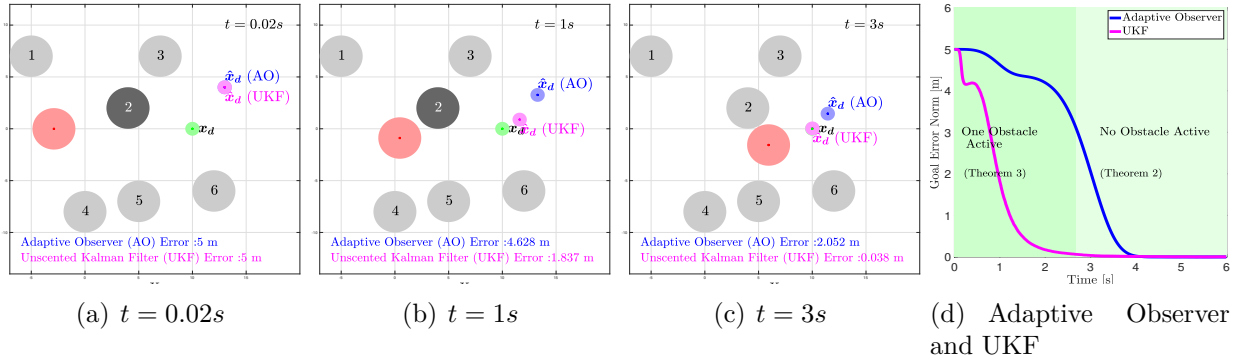 t = 0.02s
1
3
2
x̂_d (AO)
x̂_d (UKF)
x_d
5
6
4
Adaptive Observer (AO) Error :5 m
Unscented Kalman Filter (UKF) Error :5 m
(a) t = 0.02s
t = 1s
1
3
2
x̂_d (AO)
x_d
x̂_d (UKF)
5
6
4
Adaptive Observer (AO) Error :4.628 m
Unscented Kalman Filter (UKF) Error :1.837 m
(b) t = 1s
t = 3s
1
3
2
x̂_d (AO)
x_d
x̂_d (UKF)
5
6
4
Adaptive Observer (AO) Error :2.052 m
Unscented Kalman Filter (UKF) Error :0.038 m
(c) t = 3s
Adaptive Observer
UKF
Goal Error Norm [m]
6
5
4
3
2
1
0
One Obstacle
Active
(Theorem 3)
No Obstacle Active
(Theorem 2)
0 1 2 3 4 5 6
Time [s]
(d) Adaptive Observer
and UKF